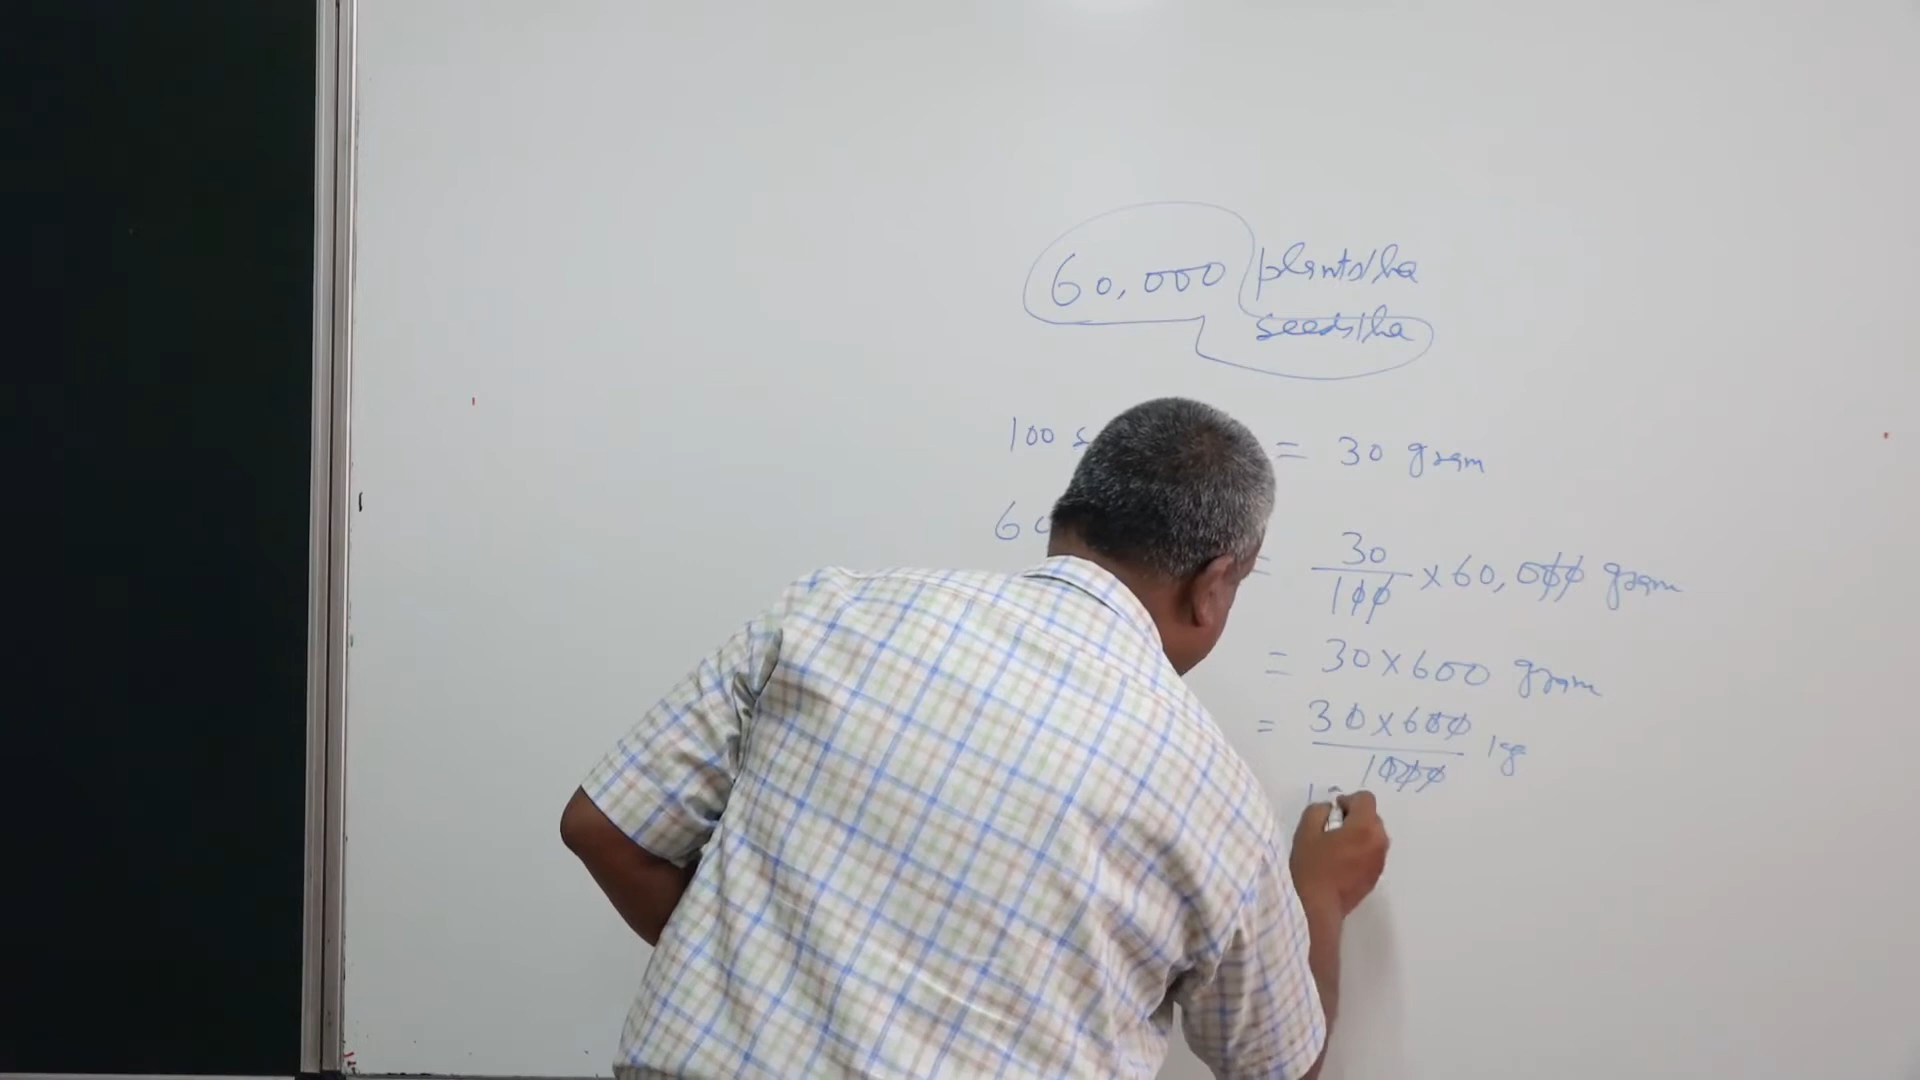 60,000 plants/ha
seeds/ha
100 = 30 gram
= 30/100 × 60,000 gram
= 30×600 gram
= 30×600/1000 kg